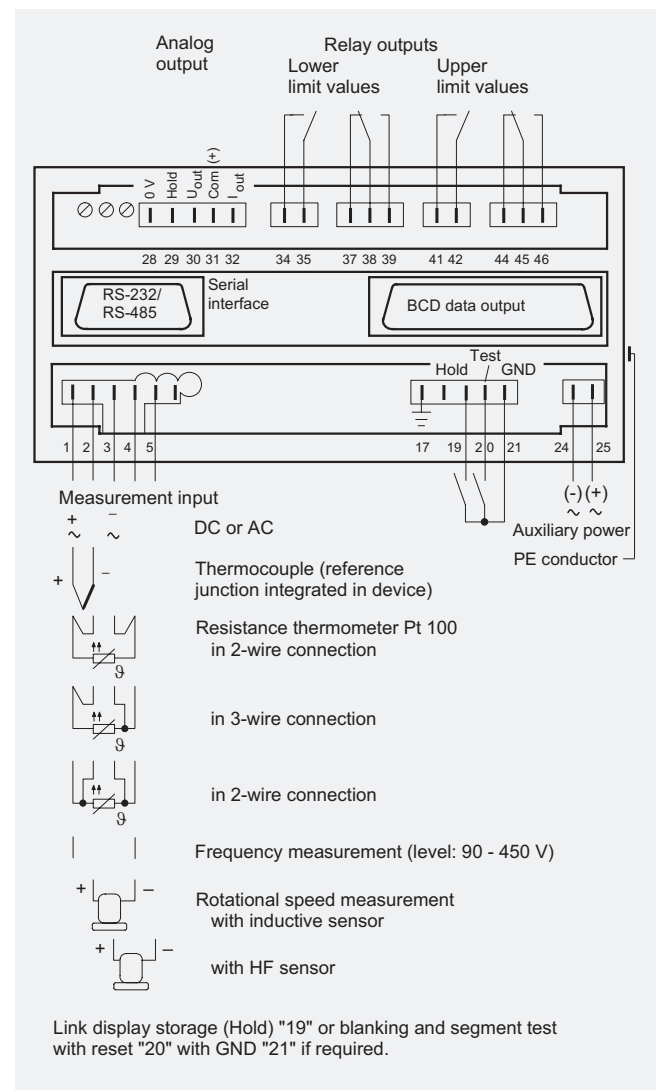 Analog
output
Relay outputs
Lower
limit values
Upper
limit values
0 V
Hold
Uout
Com (+)
Iout
28 29 30 31 32 34 35 37 38 39 41 42 44 45 46
RS-232/
RS-485
Serial
interface
BCD data output
Test
Hold GND
1 2 3 4 5 17 19 2 0 21 24 25
Measurement input
+ –
∼ ∼
DC or AC
(-) (+)
∼ ∼
Auxiliary power
PE conductor
+ –
Thermocouple (reference
junction integrated in device)
Resistance thermometer Pt 100
in 2-wire connection
ϑ
in 3-wire connection
ϑ
in 2-wire connection
ϑ
Frequency measurement (level: 90 - 450 V)
+ –
Rotational speed measurement
with inductive sensor
+ –
with HF sensor
Link display storage (Hold) "19" or blanking and segment test
with reset "20" with GND "21" if required.